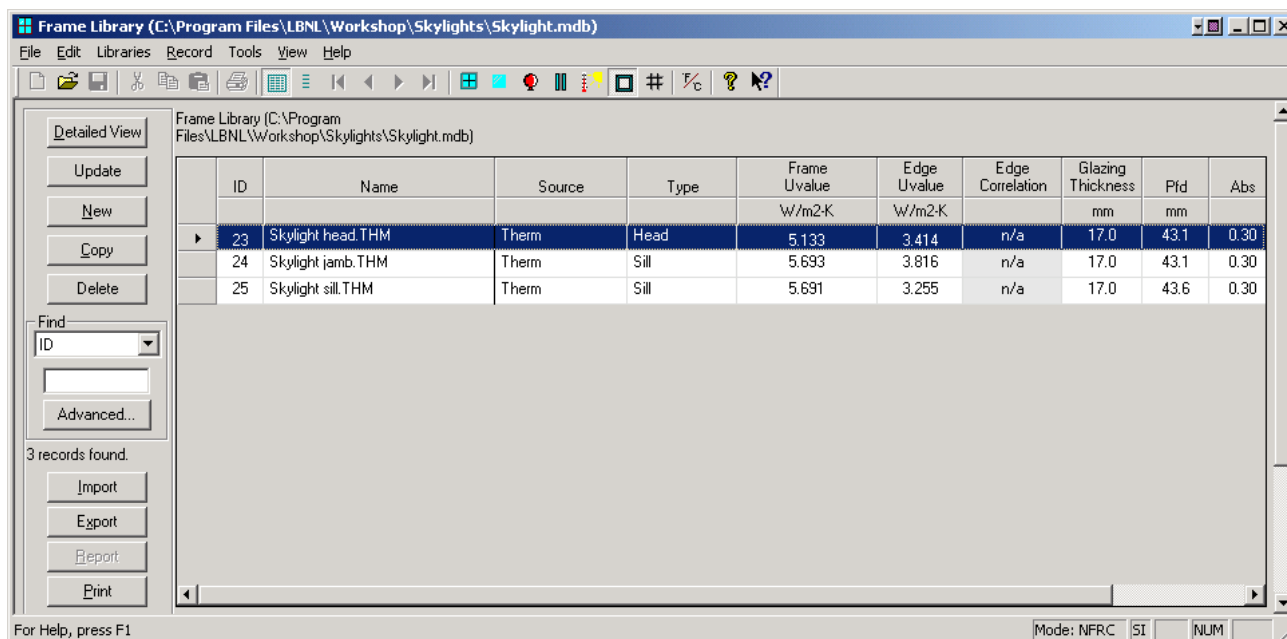 Frame Library (C:\Program Files\LBNL\Workshop\Skylights\Skylight.mdb)
File Edit Libraries Record Tools View Help
Detailed View
Update
New
Copy
Delete
Find
ID
Advanced...
3 records found.
Import
Export
Report
Print
Frame Library (C:\Program
Files\LBNL\Workshop\Skylights\Skylight.mdb)
ID Name Source Type Frame Uvalue Edge Uvalue Edge Correlation Glazing Thickness Pfd Abs
W/m2-K W/m2-K mm mm
23 Skylight head.THM Therm Head 5.133 3.414 n/a 17.0 43.1 0.30
24 Skylight jamb.THM Therm Sill 5.693 3.816 n/a 17.0 43.1 0.30
25 Skylight sill.THM Therm Sill 5.691 3.255 n/a 17.0 43.6 0.30
For Help, press F1 Mode: NFRC SI NUM